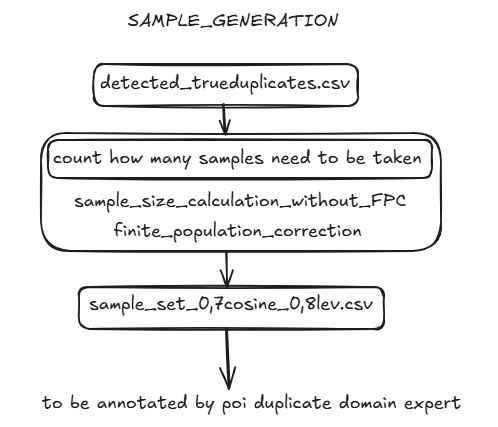 SAMPLE_GENERATION
detected_trueduplicates.csv
count how many samples need to be taken
sample_size_calculation_without_FPC
finite_population_correction
sample_set_0,7cosine_0,8lev.csv
to be annotated by poi duplicate domain expert